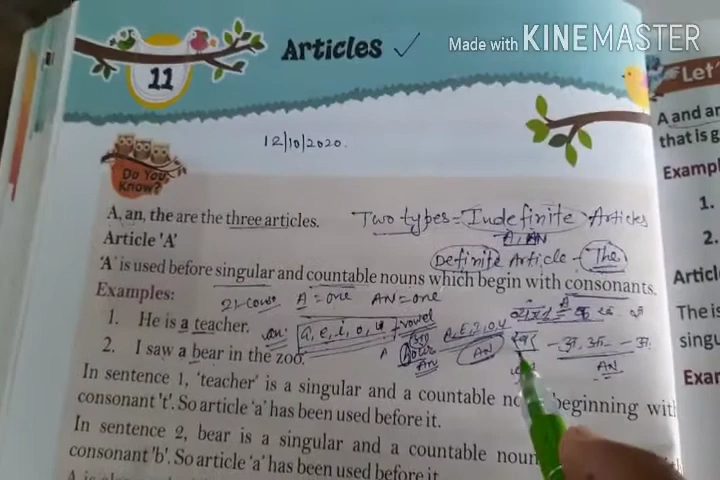 Made with KINEMASTER
11
Articles ✓
Let'
A and an
that is g
12/10/2020.
Do You
Know?
Exampl
1.
2.
A, an, the are the three articles.
Two types = Indefinite Articles
A, AN
Article 'A'
Definite Article - The
'A' is used before singular and countable nouns which begin with consonants.
Articl
The is
singu
Examples:
A = one AN = one
A
1. He is a teacher.
an: a, e, i, o, u + vowel
A, E, I, O, U
2. I saw a bear in the zoo.
A
hour
AN
AN
स्वर - अ, आ - अः
AN
Exar
In sentence 1, 'teacher' is a singular and a countable noun beginning with
consonant 't'. So article 'a' has been used before it.
In sentence 2, bear is a singular and a countable noun
consonant 'b'. So article 'a' has been used before it